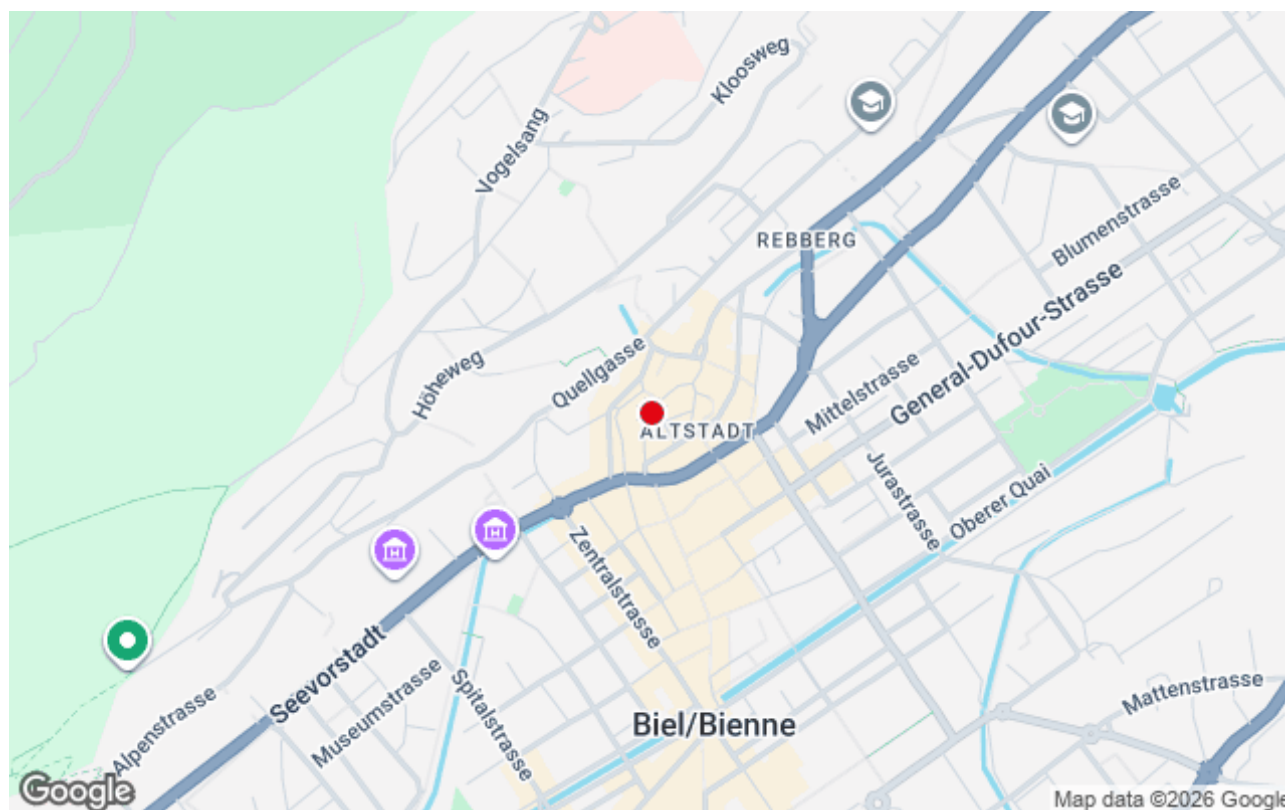 Kloosweg
Vogelsang
REBBERG
Blumenstrasse
General-Dufour-Strasse
Höheweg
Quellgasse
Mittelstrasse
ALTSTADT
Jurastrasse
Oberer Quai
Zentralstrasse
Seevorstadt
Museumstrasse
Spitalstrasse
Alpenstrasse
Mattenstrasse
Biel/Bienne
Google
Map data ©2026 Google